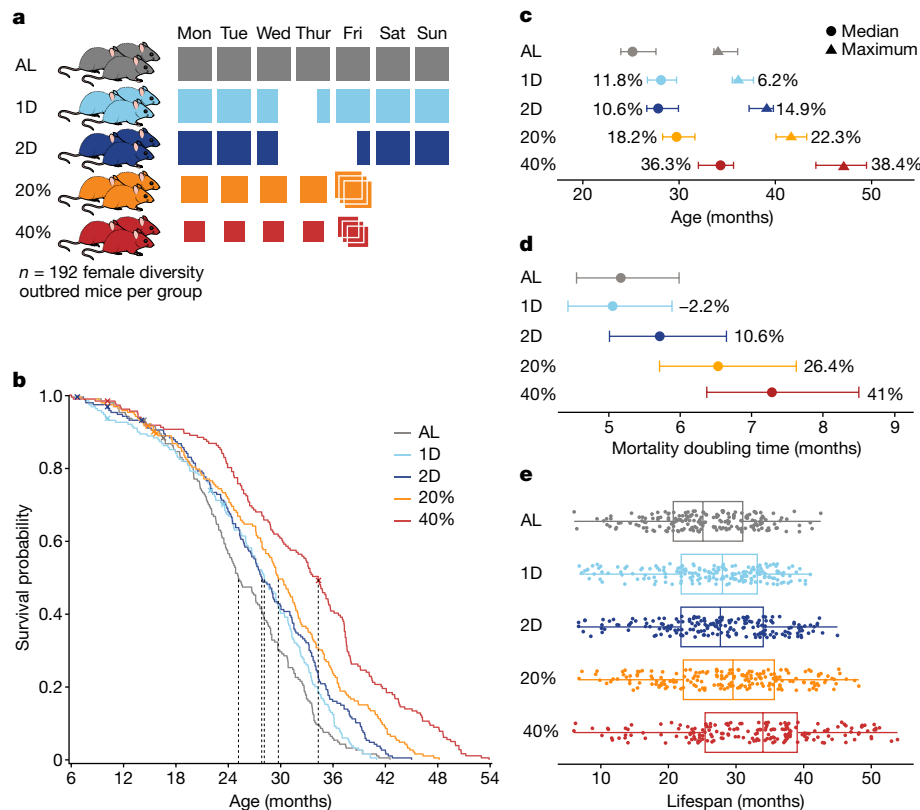 a
Mon Tue Wed Thur Fri Sat Sun
AL
1D
2D
20%
40%
n = 192 female diversity
outbred mice per group
b
1.0
0.8
0.6
0.4
0.2
0
Survival probability
6 12 18 24 30 36 42 48 54
Age (months)
AL
1D
2D
20%
40%
c
Median
Maximum
AL
1D 11.8% 6.2%
2D 10.6% 14.9%
20% 18.2% 22.3%
40% 36.3% 38.4%
20 30 40 50
Age (months)
d
AL
1D –2.2%
2D 10.6%
20% 26.4%
40% 41%
5 6 7 8 9
Mortality doubling time (months)
e
AL
1D
2D
20%
40%
10 20 30 40 50
Lifespan (months)